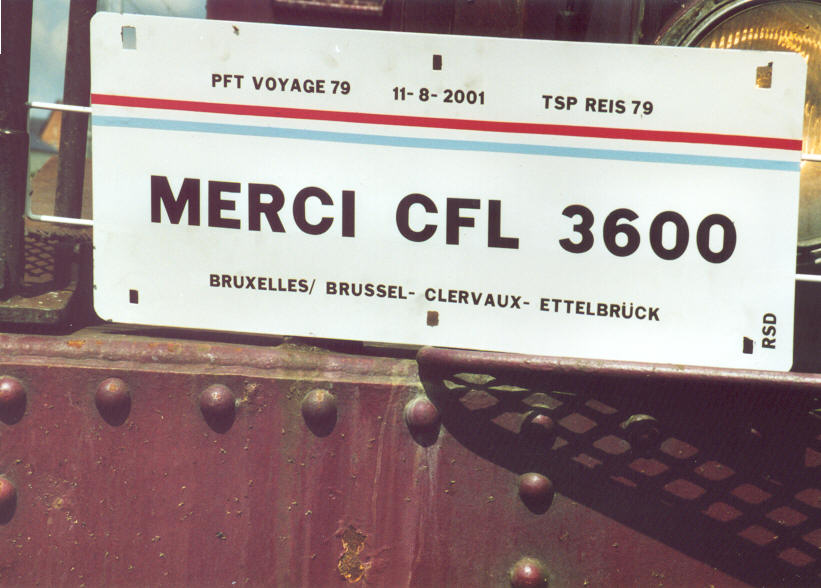 PFT VOYAGE 79 11-8-2001 TSP REIS 79
MERCI CFL 3600
BRUXELLES/ BRUSSEL- CLERVAUX- ETTELBRÜCK
RSD